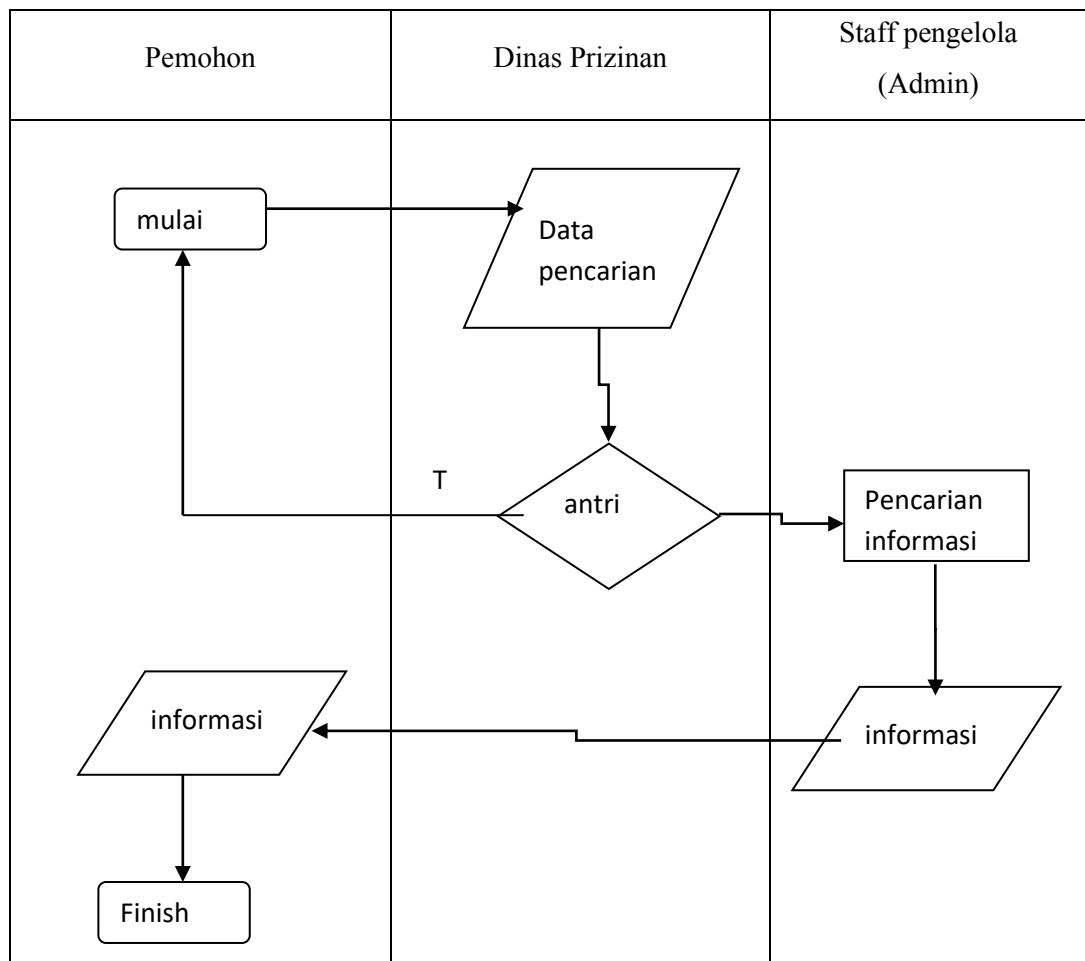 Pemohon
Dinas Prizinan
Staff pengelola
(Admin)
mulai
Data
pencarian
T
antri
Pencarian
informasi
informasi
informasi
Finish